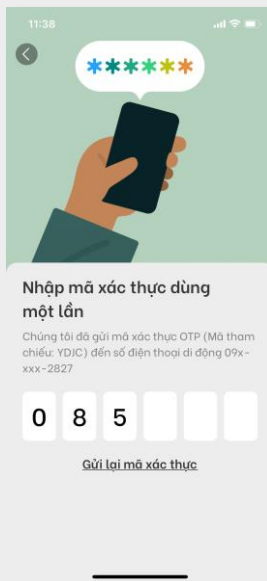 11:38
******
Nhập mã xác thực dùng
một lần
Chúng tôi đã gửi mã xác thực OTP (Mã tham
chiếu: YDJC) đến số điện thoại di động 09x-
xxx-2827
0 8 5
Gửi lại mã xác thực